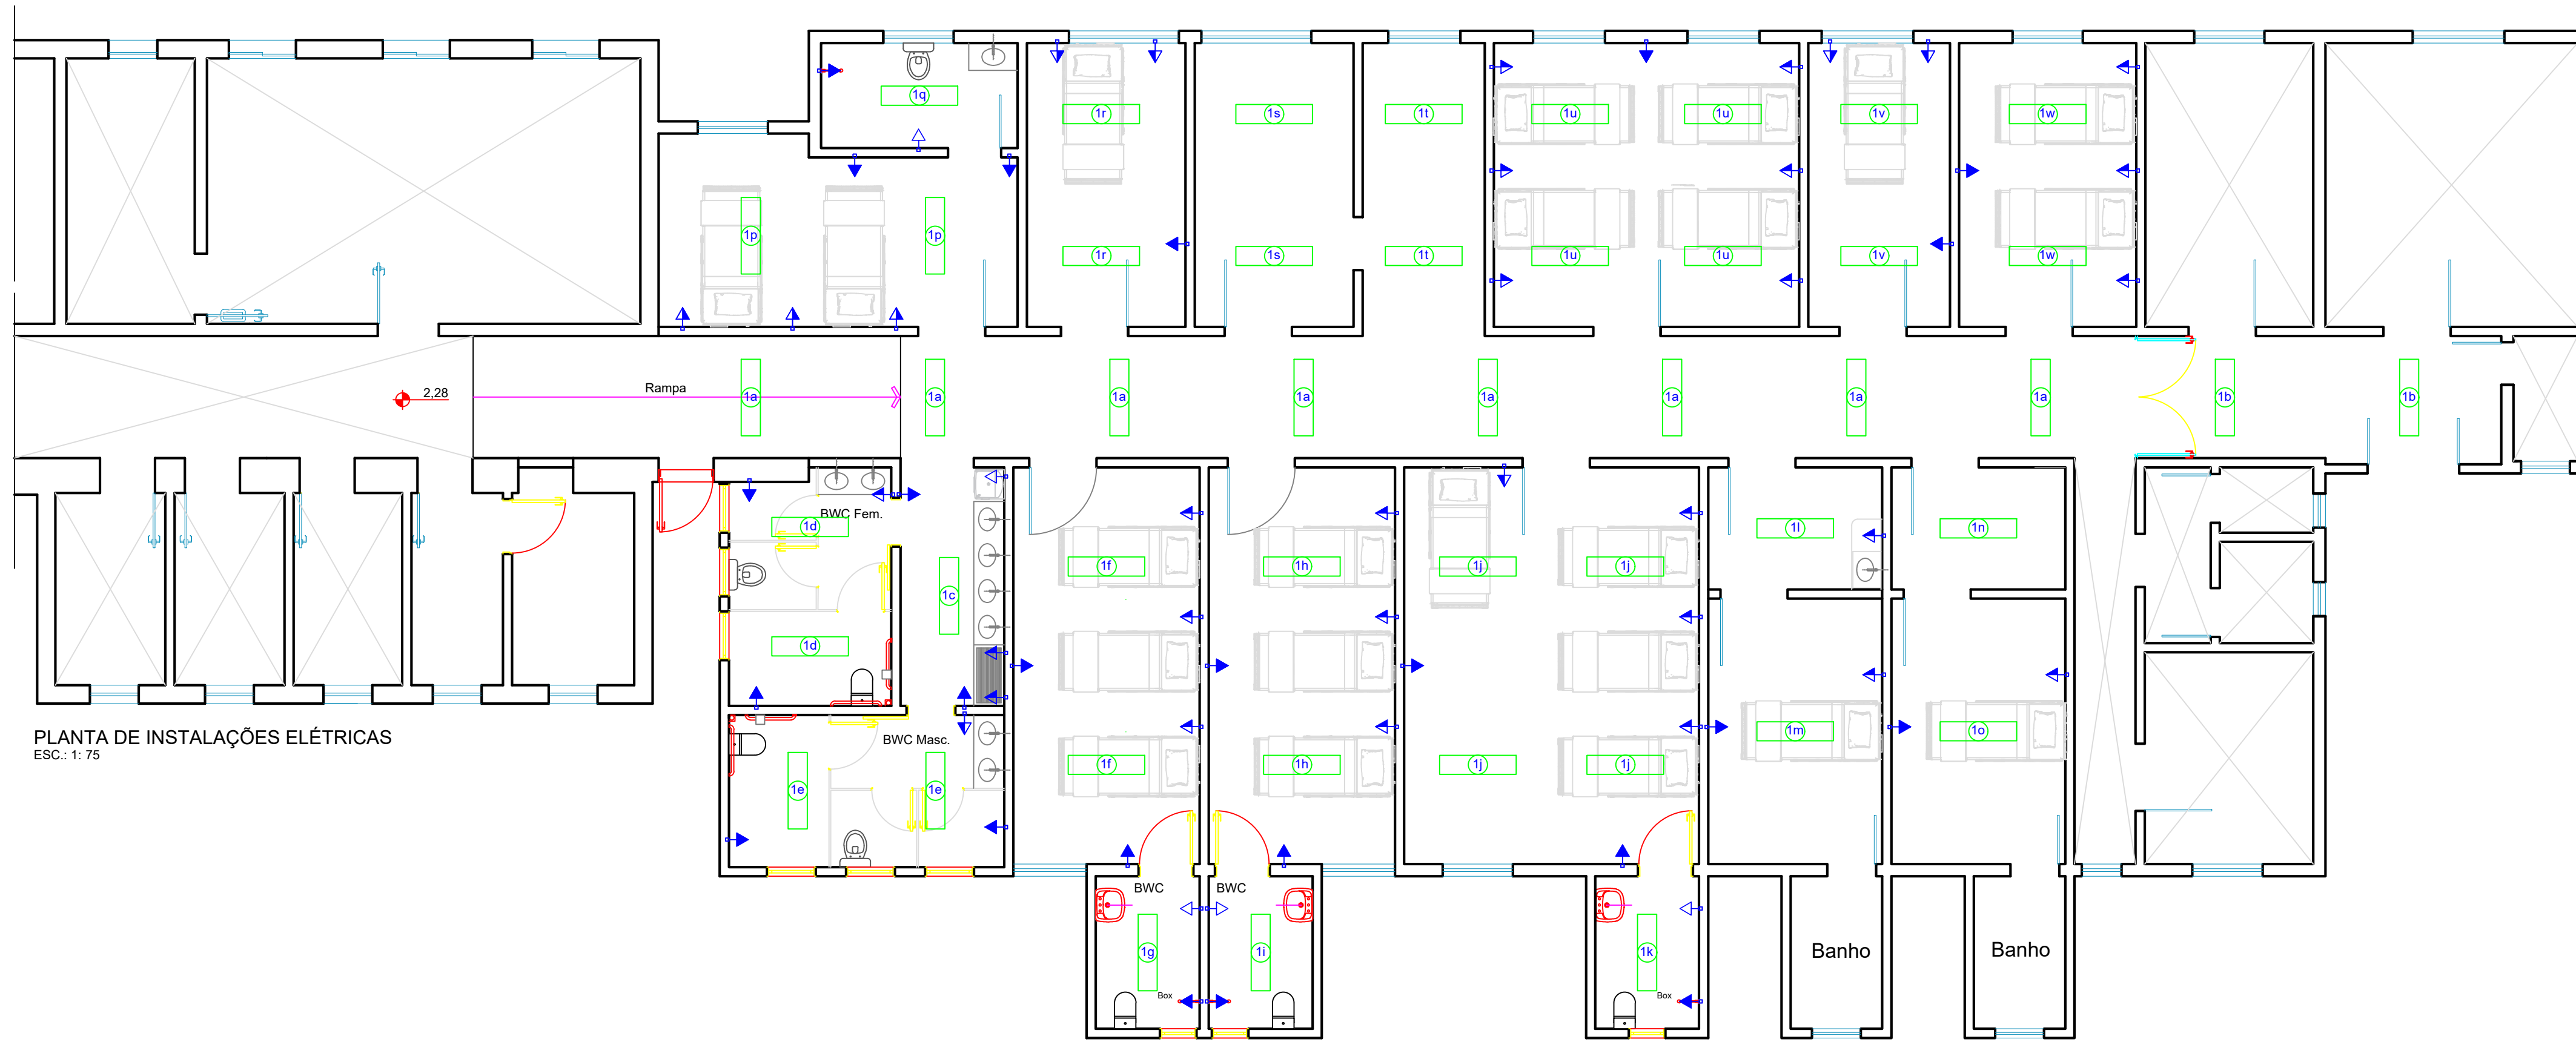 1q
1r
1s
1t
1u
1u
1v
1w
1p
1p
1r
1s
1t
1u
1u
1v
1w
2,28
Rampa
1a
1a
1a
1a
1a
1a
1a
1a
1b
1b
BWC Fem.
1d
1l
1n
1f
1h
1j
1j
1c
1d
PLANTA DE INSTALAÇÕES ELÉTRICAS
ESC.: 1: 75
BWC Masc.
1m
1o
1f
1h
1j
1j
1e
1e
BWC
BWC
1g
1i
1k
Banho
Banho
Box
Box